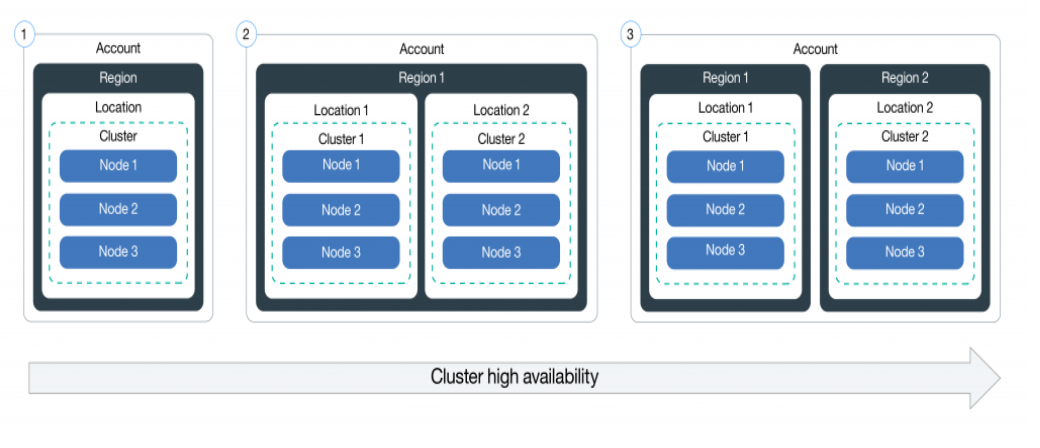 1
Account
Region
Location
Cluster
Node 1
Node 2
Node 3
2
Account
Region 1
Location 1
Cluster 1
Node 1
Node 2
Node 3
Location 2
Cluster 2
Node 1
Node 2
Node 3
3
Account
Region 1
Location 1
Cluster 1
Node 1
Node 2
Node 3
Region 2
Location 2
Cluster 2
Node 1
Node 2
Node 3
Cluster high availability